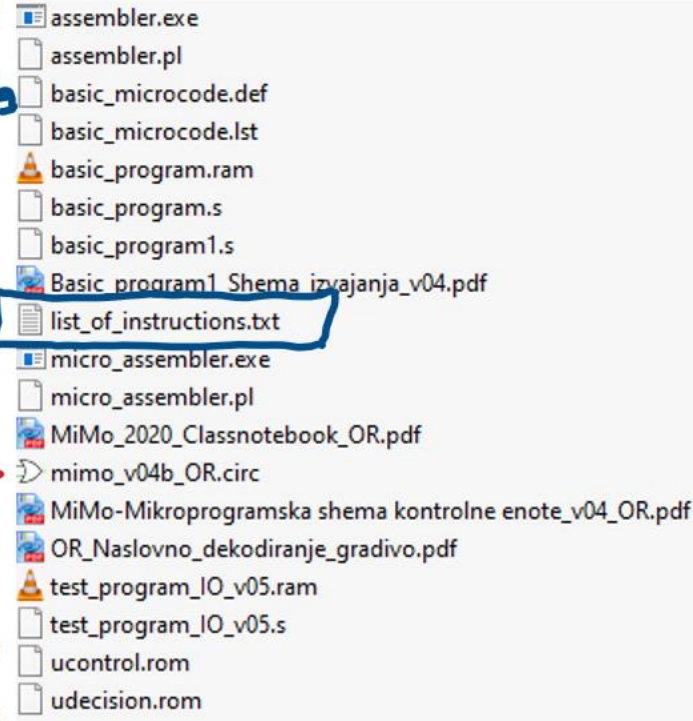 assembler.exe
assembler.pl
basic_microcode.def
basic_microcode.lst
basic_program.ram
basic_program.s
basic_program1.s
Basic_program1_Shema_izvajanja_v04.pdf
list_of_instructions.txt
micro_assembler.exe
micro_assembler.pl
MiMo_2020_Classnotebook_OR.pdf
mimo_v04b_OR.circ
MiMo-Mikroprogramska shema kontrolne enote_v04_OR.pdf
OR_Naslovno_dekodiranje_gradivo.pdf
test_program_IO_v05.ram
test_program_IO_v05.s
ucontrol.rom
udecision.rom